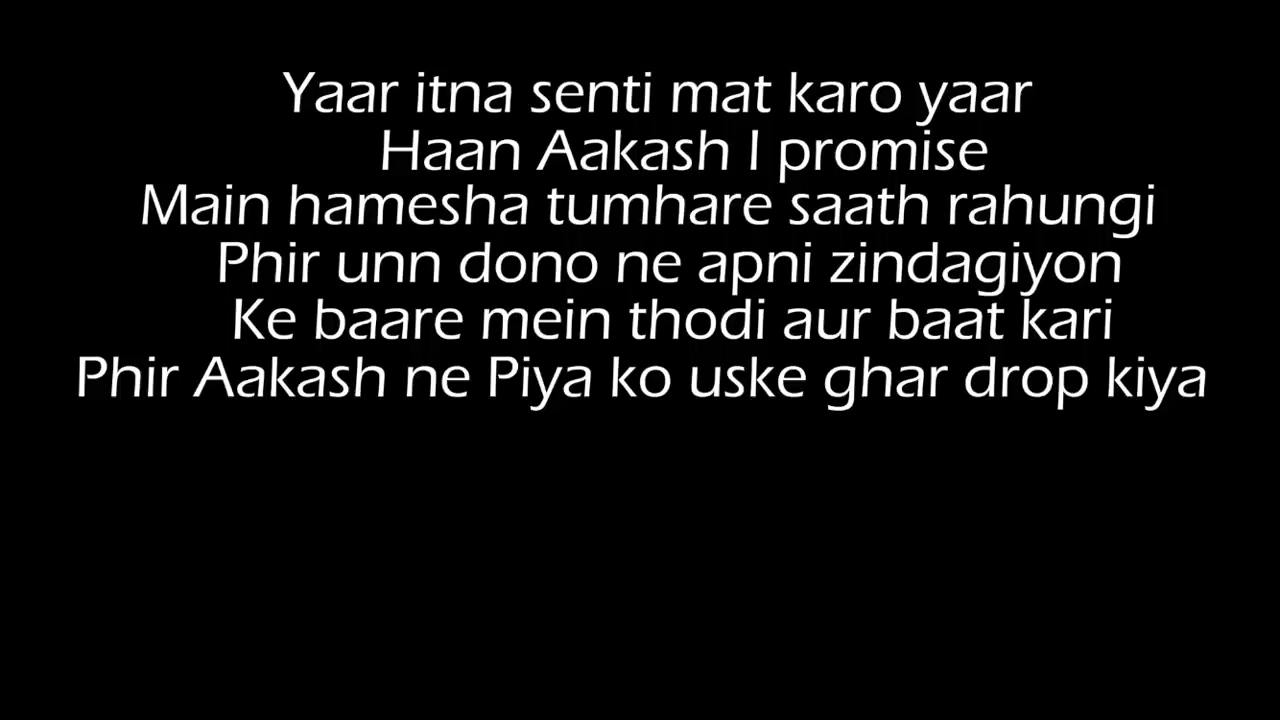 Yaar itna senti mat karo yaar
Haan Aakash I promise
Main hamesha tumhare saath rahungi
Phir unn dono ne apni zindagiyon
Ke baare mein thodi aur baat kari
Phir Aakash ne Piya ko uske ghar drop kiya